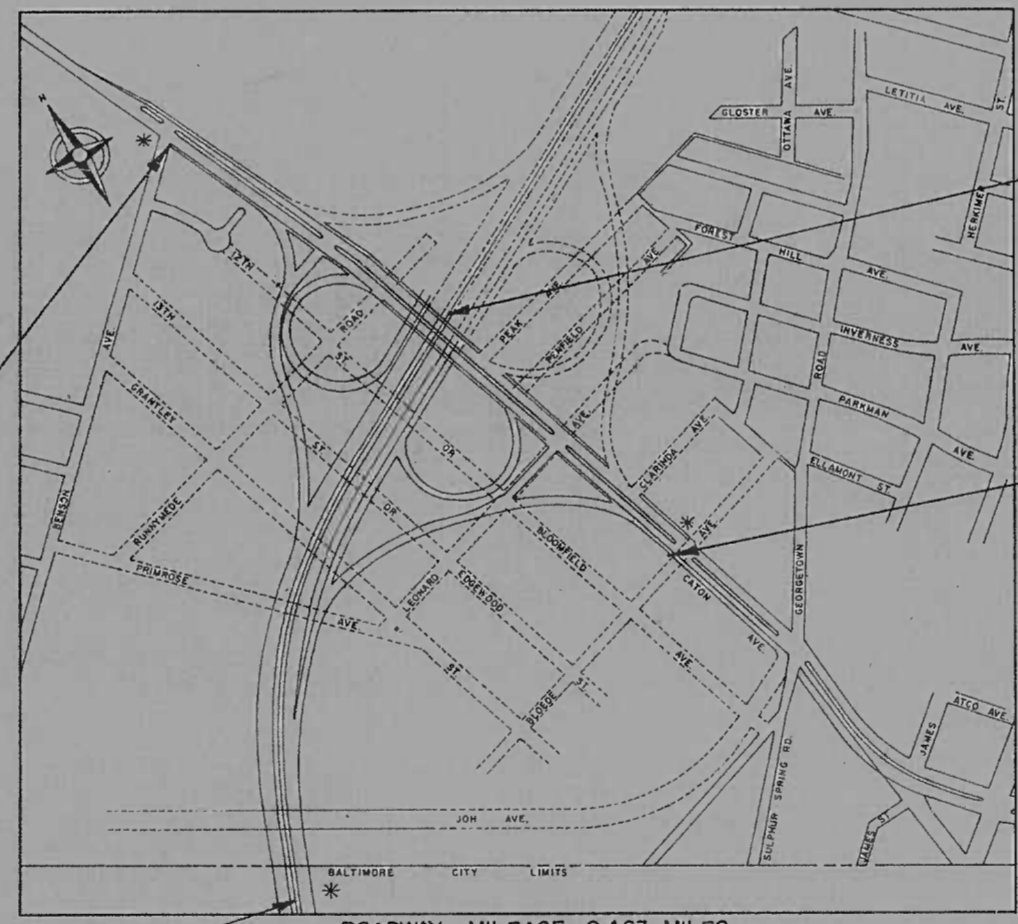 N
GLOSTER AVE.
OTTAWA AVE.
LETITIA AVE.
ST.
HERKIMER
FOREST HILL AVE.
INVERNESS AVE.
ROAD
PARKMAN AVE.
ELLAMONT ST.
GEORGETOWN
12TH
ST. OR BLOOMFIELD AVE.
ROAD
13TH
ST. OR EDGEWOOD ST.
GRANTLEY
ST.
AVE
BENSON
RUNNYMEDE
PRIMROSE AVE.
PEAK AVE
PENFIELD AVE
AVE.
CLARINDA AVE
AVE
CATON AVE.
LEONARD
BLOEDE
SULPHUR SPRING RD.
JAMES
ATCO AVE.
JAMES ST
JOH AVE.
BALTIMORE CITY LIMITS